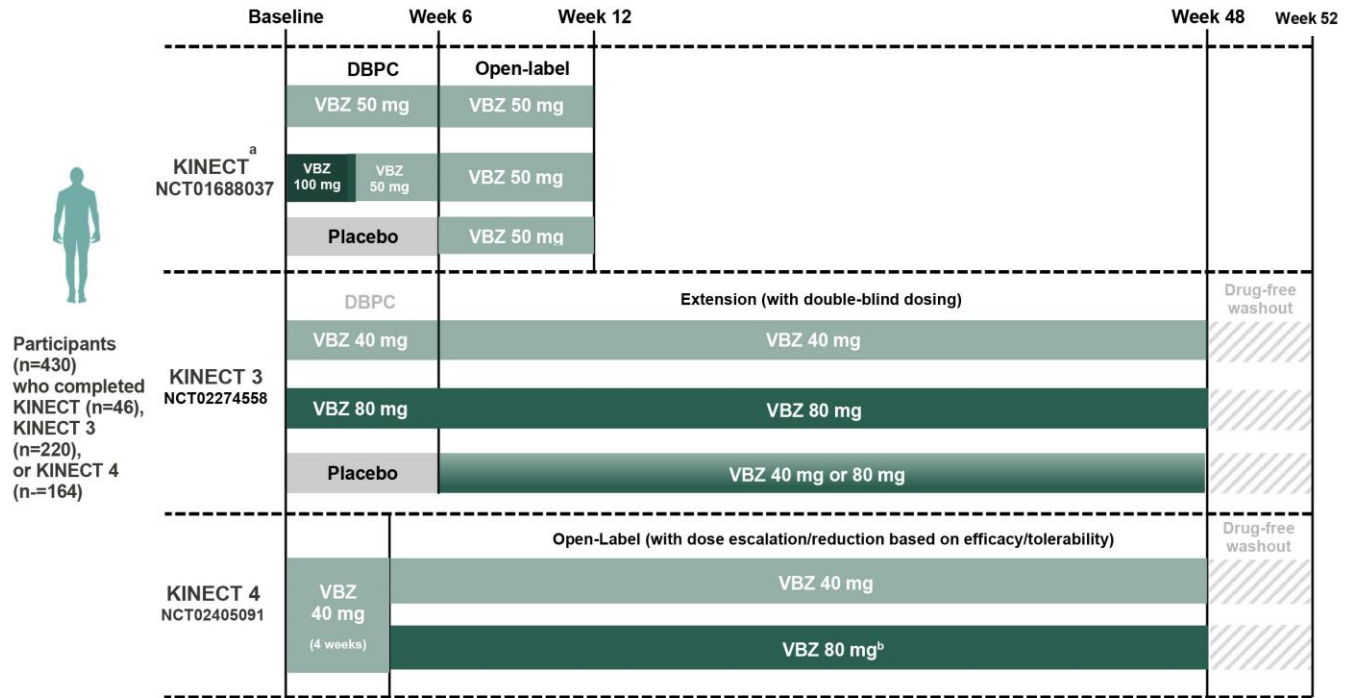 Baseline
Week 6
Week 12
Week 48
Week 52
DBPC
Open-label
VBZ 50 mg
VBZ 50 mg
KINECT a
NCT01688037
VBZ
100 mg
VBZ
50 mg
VBZ 50 mg
Placebo
VBZ 50 mg
Participants
(n=430)
who completed
KINECT (n=46),
KINECT 3
(n=220),
or KINECT 4
(n-=164)
DBPC
Extension (with double-blind dosing)
Drug-free
washout
VBZ 40 mg
VBZ 40 mg
KINECT 3
NCT02274558
VBZ 80 mg
VBZ 80 mg
Placebo
VBZ 40 mg or 80 mg
Open-Label (with dose escalation/reduction based on efficacy/tolerability)
Drug-free
washout
KINECT 4
NCT02405091
VBZ
40 mg
(4 weeks)
VBZ 40 mg
VBZ 80 mgb